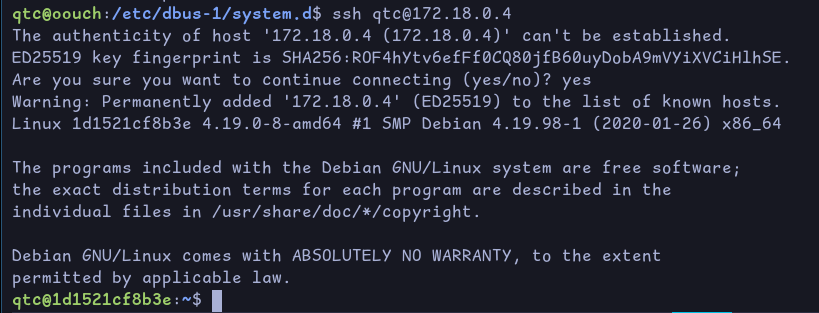 qtc@oouch:/etc/dbus-1/system.d$ ssh qtc@172.18.0.4
The authenticity of host '172.18.0.4 (172.18.0.4)' can't be established.
ED25519 key fingerprint is SHA256:ROF4hYtv6efFf0CQ80jfB60uyDobA9mVYiXVCiHlhSE.
Are you sure you want to continue connecting (yes/no)? yes
Warning: Permanently added '172.18.0.4' (ED25519) to the list of known hosts.
Linux 1d1521cf8b3e 4.19.0-8-amd64 #1 SMP Debian 4.19.98-1 (2020-01-26) x86_64
The programs included with the Debian GNU/Linux system are free software;
the exact distribution terms for each program are described in the
individual files in /usr/share/doc/*/copyright.
Debian GNU/Linux comes with ABSOLUTELY NO WARRANTY, to the extent
permitted by applicable law.
qtc@1d1521cf8b3e:~$